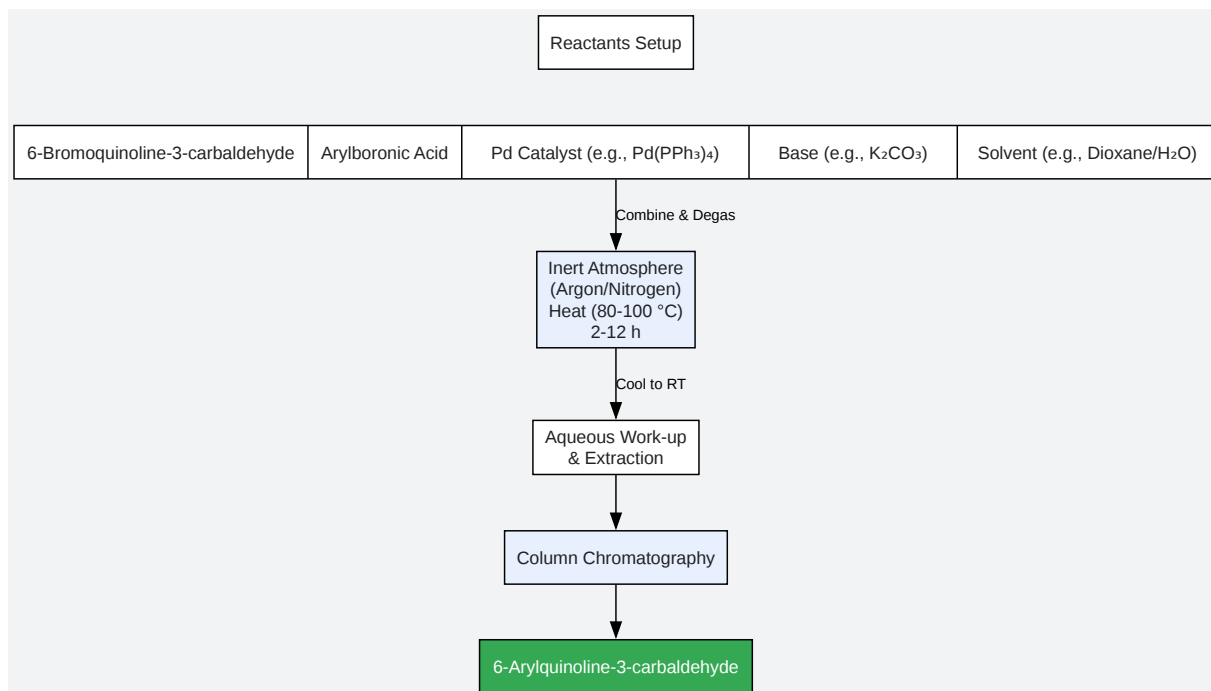 Reactants Setup
6-Bromoquinoline-3-carbaldehyde
Arylboronic Acid
Pd Catalyst (e.g., Pd(PPh₃)₄)
Base (e.g., K₂CO₃)
Solvent (e.g., Dioxane/H₂O)
Combine & Degas
Inert Atmosphere
(Argon/Nitrogen)
Heat (80-100 °C)
2-12 h
Cool to RT
Aqueous Work-up
& Extraction
Column Chromatography
6-Arylquinoline-3-carbaldehyde